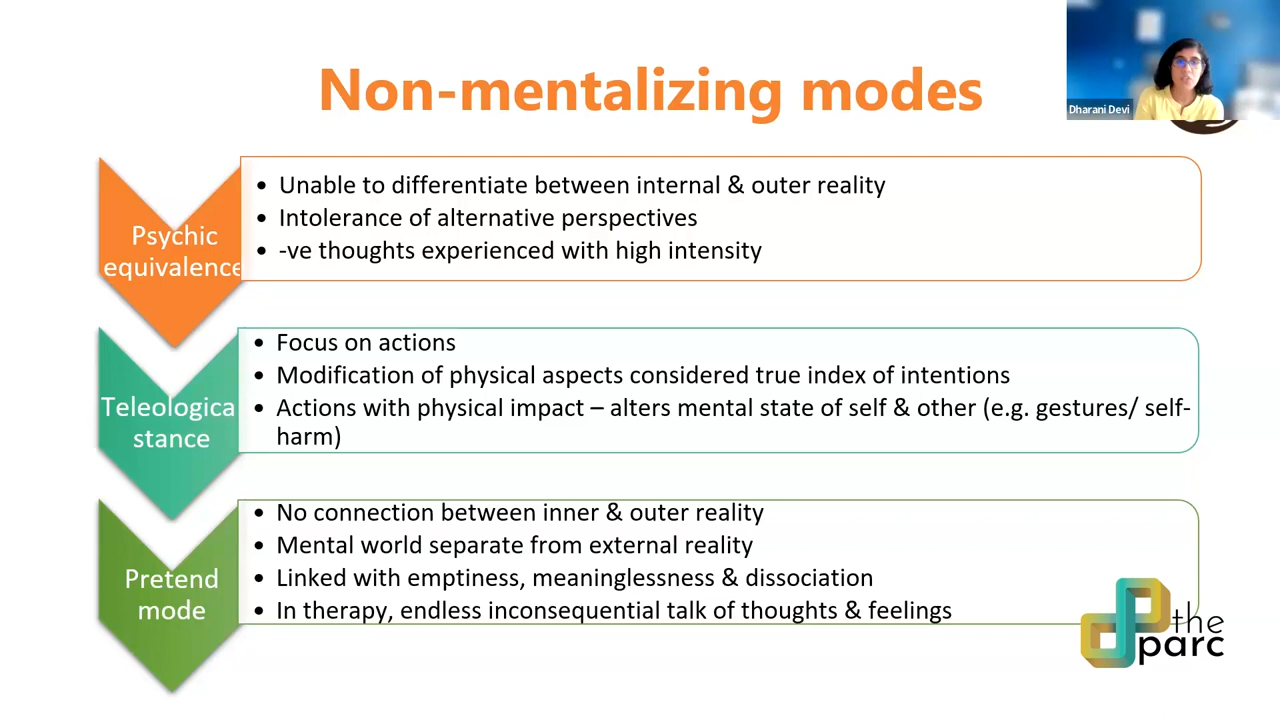 Non-mentalizing modes
Dharani Devi
Psychic
equivalence
• Unable to differentiate between internal & outer reality
• Intolerance of alternative perspectives
• -ve thoughts experienced with high intensity
Teleologica
stance
• Focus on actions
• Modification of physical aspects considered true index of intentions
• Actions with physical impact – alters mental state of self & other (e.g. gestures/ self-
harm)
Pretend
mode
• No connection between inner & outer reality
• Mental world separate from external reality
• Linked with emptiness, meaninglessness & dissociation
• In therapy, endless inconsequential talk of thoughts & feelings
the
parc